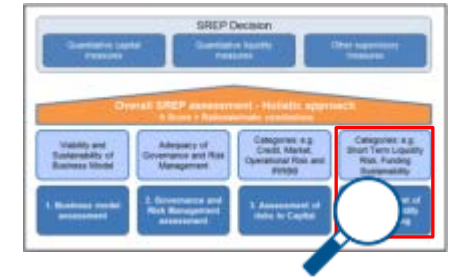 SREP Decision
Quantitative capital
measures
Quantitative liquidity
measures
Other supervisory
measures
Overall SREP assessment - Holistic approach
Viability and
Sustainability of
Business Model
Adequacy of
Governance and Risk
Management
Categories: e.g.
Credit, Market,
Operational Risk and
IRRBB
Categories: e.g.
Short Term Liquidity
Risk, Funding
Sustainability
1. Business model
assessment
2. Governance and
Risk Management
assessment
3. Assessment of
risks to Capital